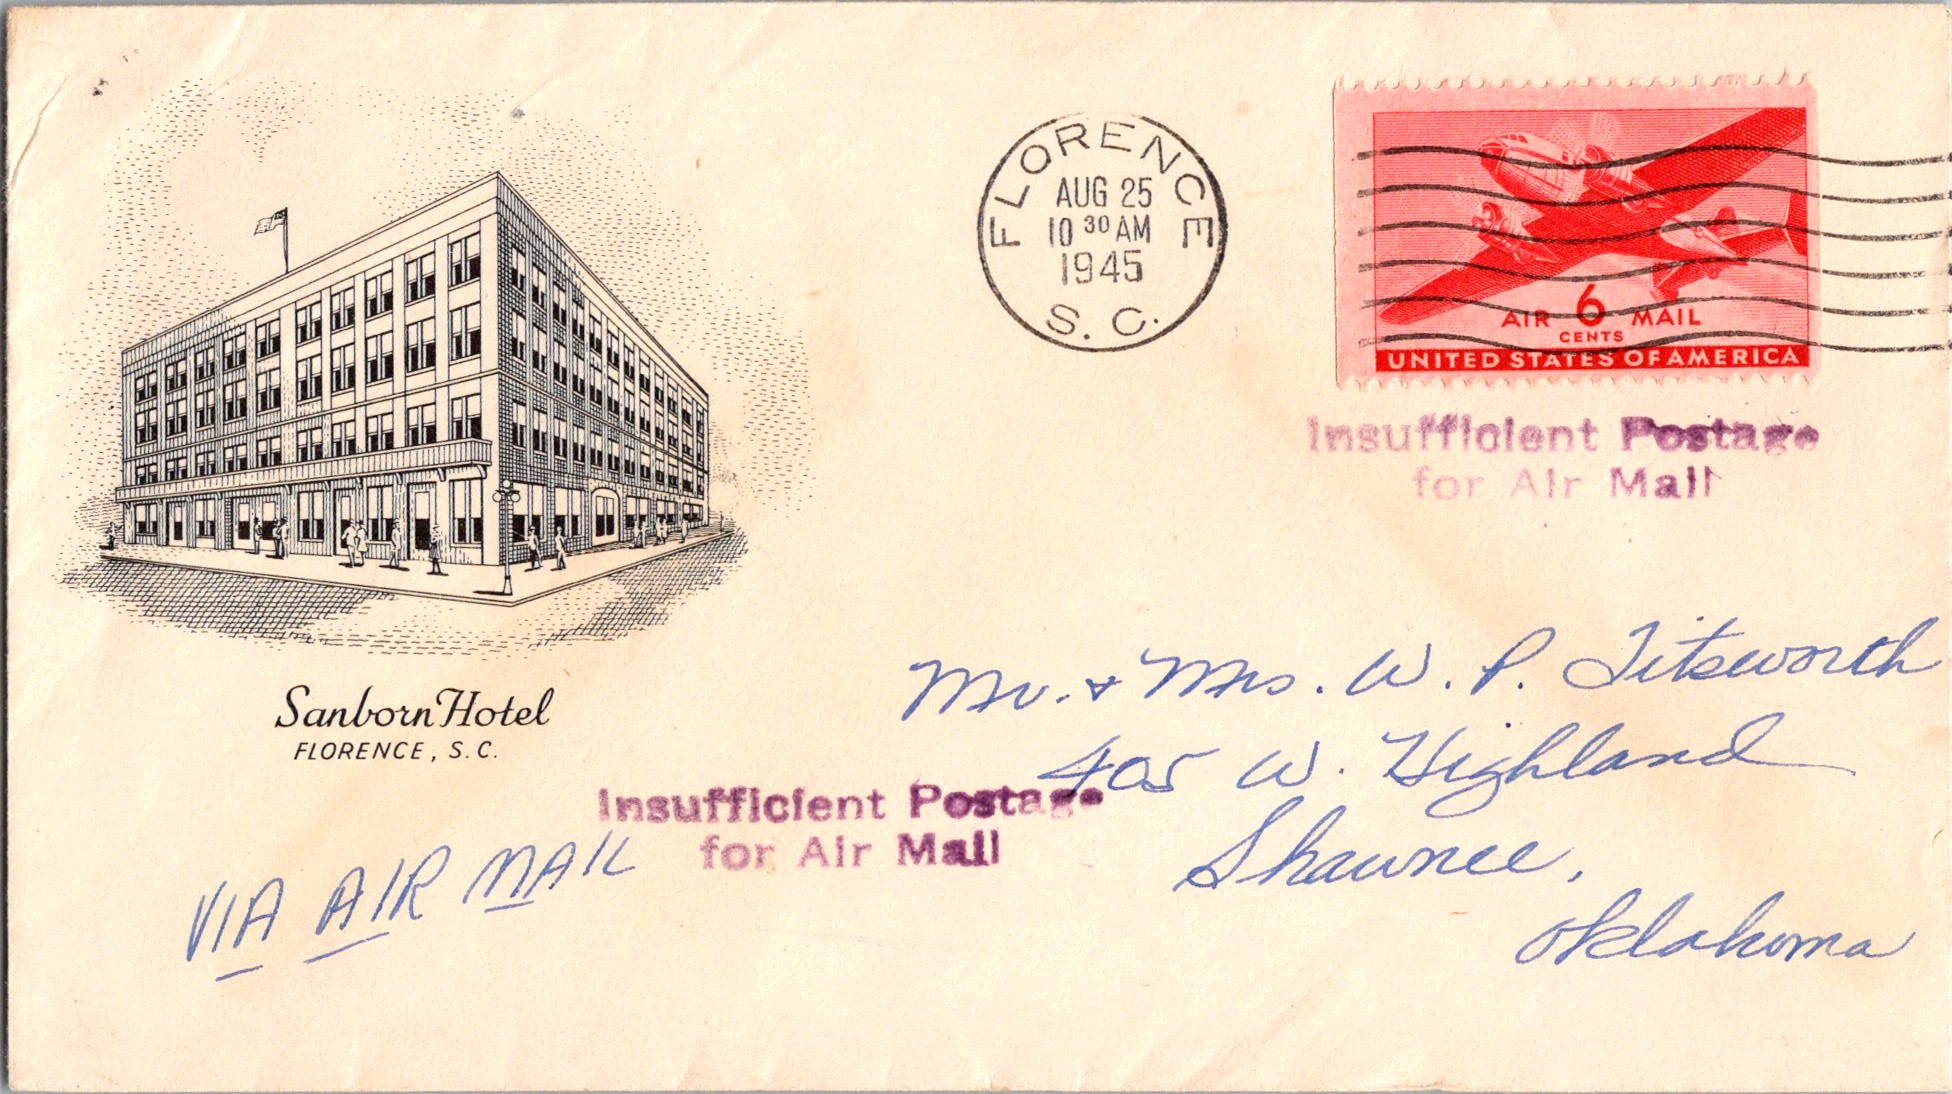 FLORENCE
AUG 25
10 30 AM
1945
S. C.
AIR 6 MAIL
CENTS
UNITED STATES OF AMERICA
Insufficient Postage
for Air Mail
Sanborn Hotel
FLORENCE, S. C.
Mr. & Mrs. W. P. Titsworth
405 W. Highland
Shawnee,
Oklahoma
Insufficient Postage
for Air Mail
VIA AIR MAIL